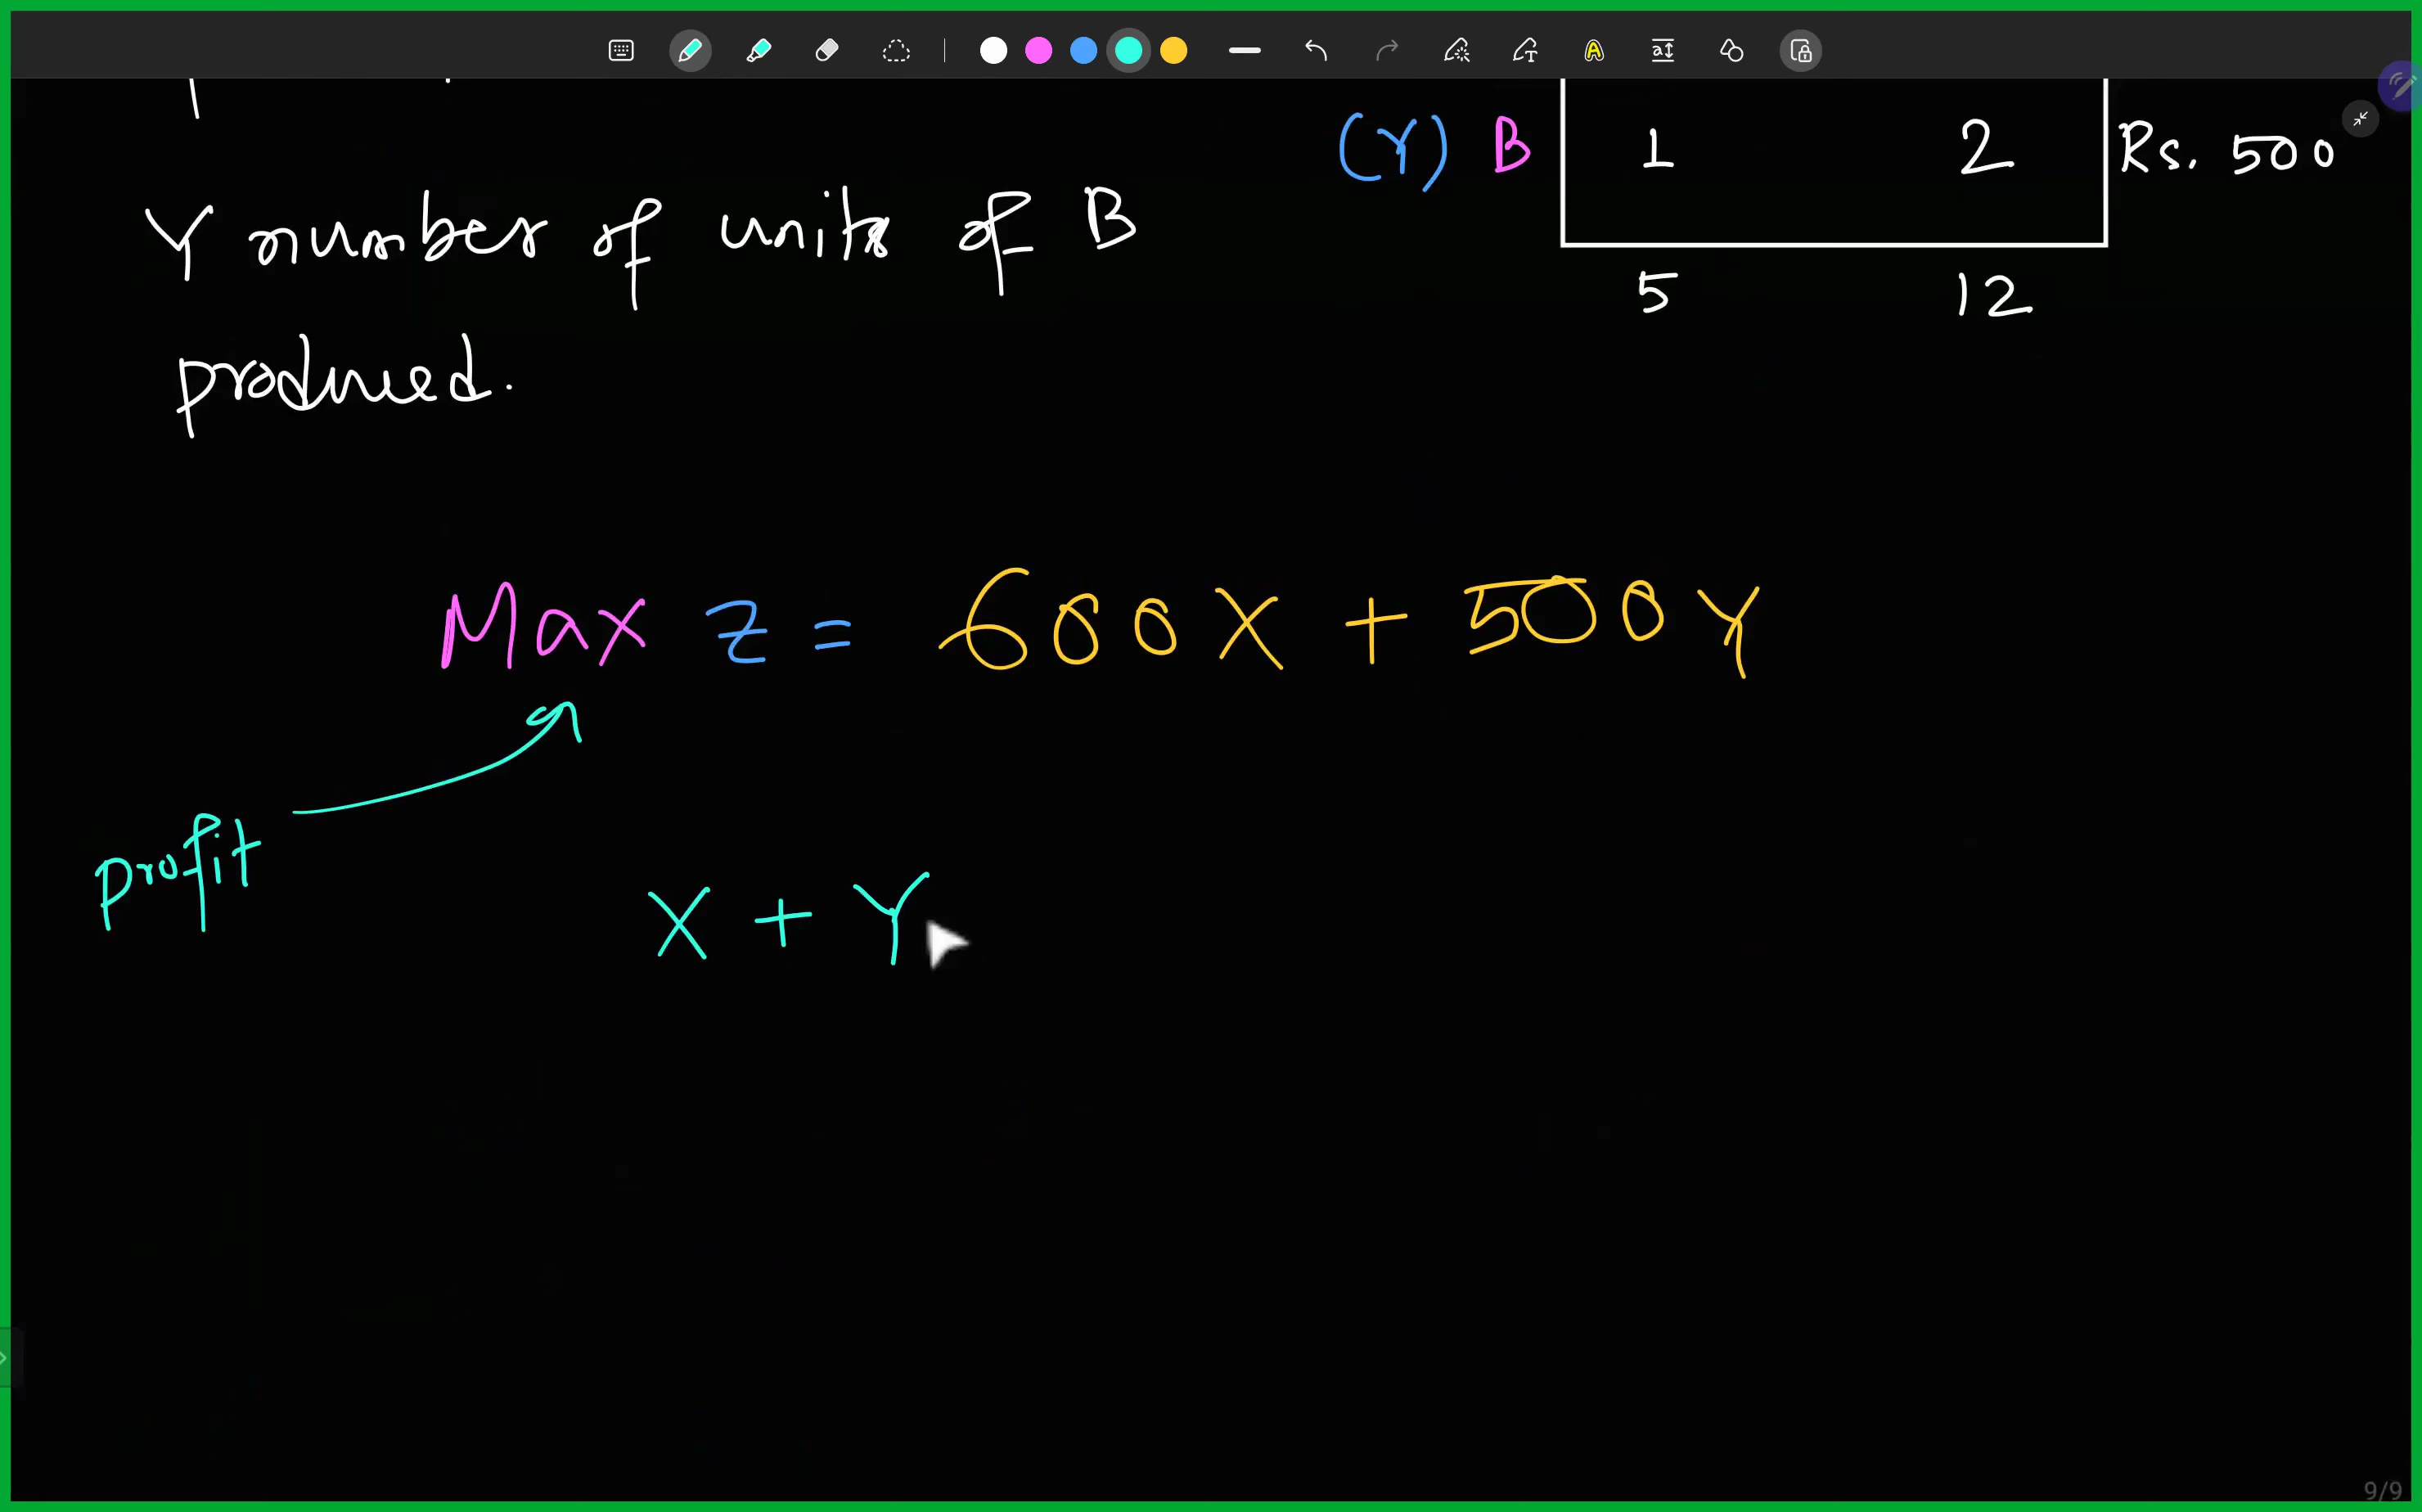 (Y) B 1 2 Rs. 500
Y number of units of B
5 12
produced.
Max Z = 600X + 500Y
profit
X + Y
9/9